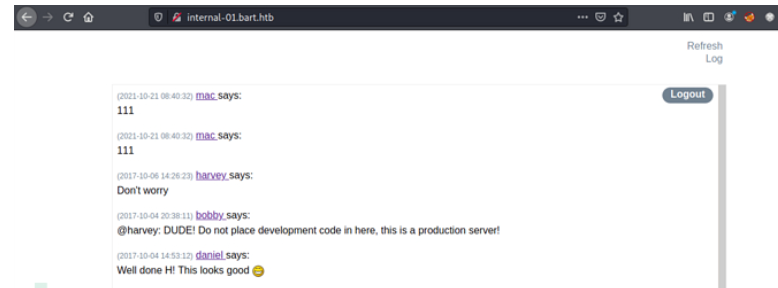 internal-01.bart.htb
Refresh
Log
Logout
(2021-10-21 08:40:32) mac says:
111
(2021-10-21 08:40:32) mac says:
111
(2017-10-06 14:26:23) harvey says:
Don't worry
(2017-10-04 20:38:11) bobby says:
@harvey: DUDE! Do not place development code in here, this is a production server!
(2017-10-04 14:53:12) daniel says:
Well done H! This looks good